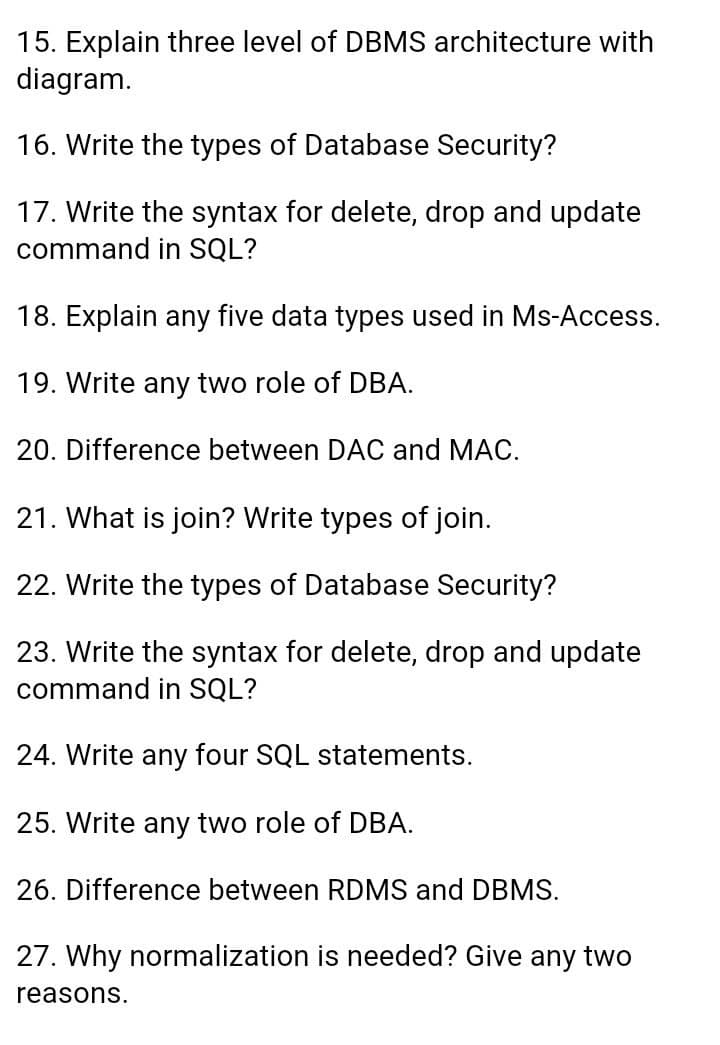 15. Explain three level of DBMS architecture with
diagram.
16. Write the types of Database Security?
17. Write the syntax for delete, drop and update
command in SQL?
18. Explain any five data types used in Ms-Access.
19. Write any two role of DBA.
20. Difference between DAC and MAC.
21. What is join? Write types of join.
22. Write the types of Database Security?
23. Write the syntax for delete, drop and update
command in SQL?
24. Write any four SQL statements.
25. Write any two role of DBA.
26. Difference between RDMS and DBMS.
27. Why normalization is needed? Give any two
reasons.